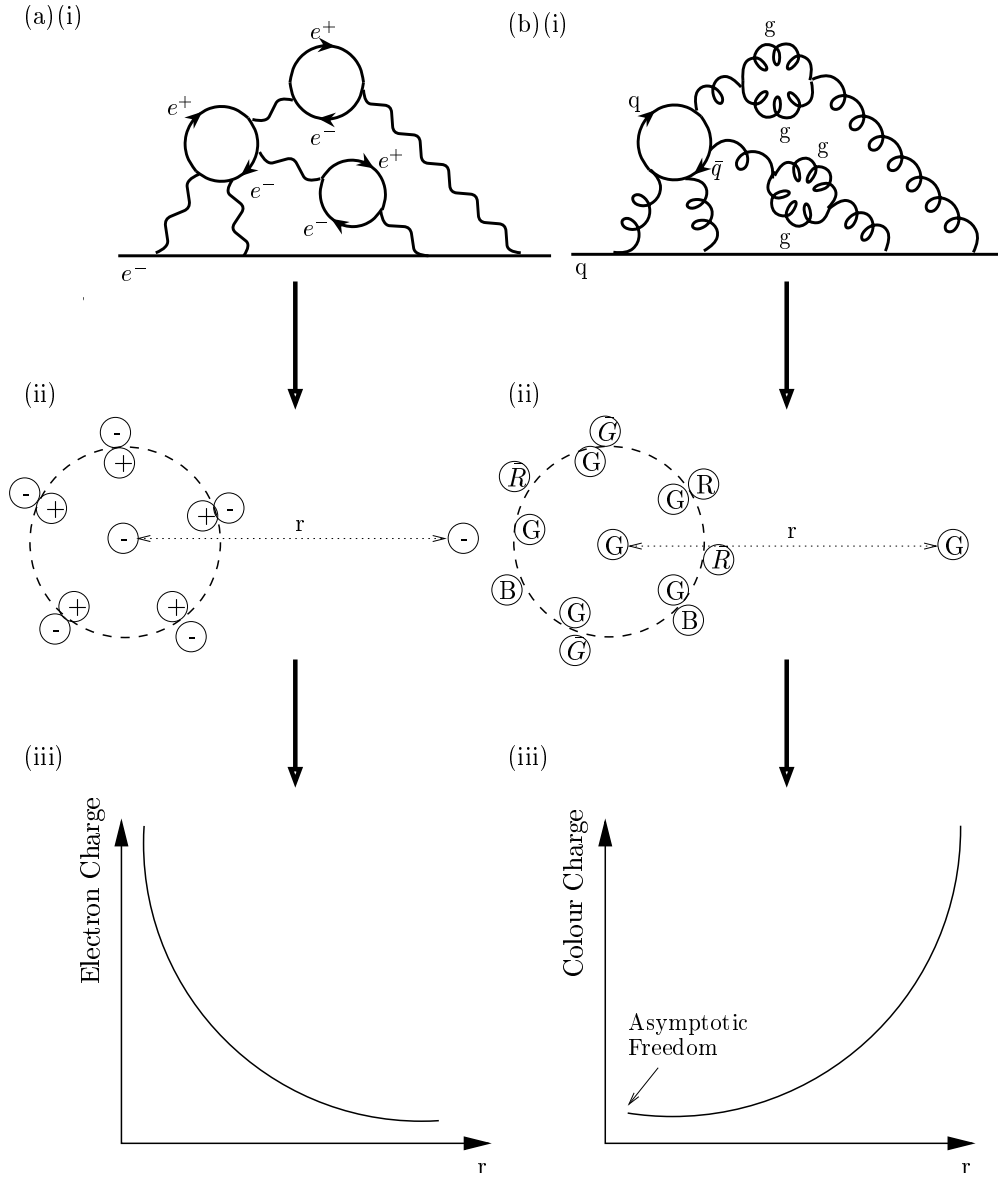 (a)(i)
e⁺
e⁺
e⁻
e⁻
e⁺
e⁻
e⁻
(b)(i)
g
q
g
g
q̄
g
q
(ii)
-
+
-
+
+
-
-
r
-
+
-
+
-
(ii)
Ḡ
G
R̄
R
G
G
G
r
G
R̄
B
G
G
B
Ḡ
(iii)
Electron Charge
r
(iii)
Colour Charge
Asymptotic
Freedom
r